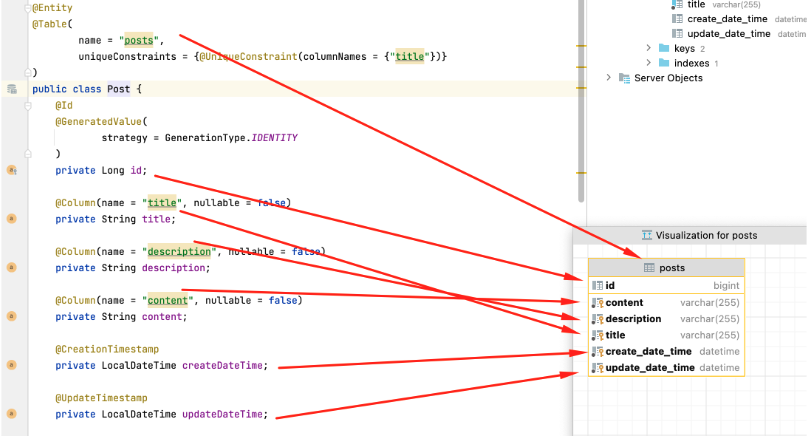 @Entity
@Table(
name = "posts",
uniqueConstraints = {@UniqueConstraint(columnNames = {"title"})}
)
public class Post {
@Id
@GeneratedValue(
strategy = GenerationType.IDENTITY
)
private Long id;
@Column(name = "title", nullable = false)
private String title;
@Column(name = "description", nullable = false)
private String description;
@Column(name = "content", nullable = false)
private String content;
@CreationTimestamp
private LocalDateTime createDateTime;
@UpdateTimestamp
private LocalDateTime updateDateTime;
title varchar(255)
create_date_time datetime
update_date_time datetim
keys 2
indexes 1
Server Objects
Visualization for posts
posts
id bigint
content varchar(255)
description varchar(255)
title varchar(255)
create_date_time datetime
update_date_time datetime